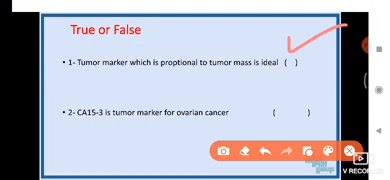 True or False
• 1- Tumor marker which is proptional to tumor mass is ideal ( )
• 2- CA15-3 is tumor marker for ovarian cancer ( )
V RECORDER